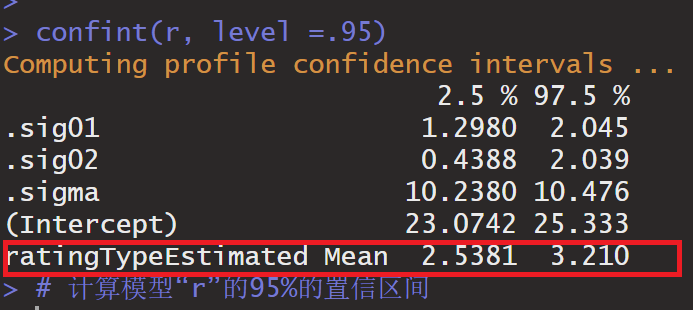 >
> confint(r, level =.95)
Computing profile confidence intervals ...
2.5 % 97.5 %
.sig01 1.2980 2.045
.sig02 0.4388 2.039
.sigma 10.2380 10.476
(Intercept) 23.0742 25.333
ratingTypeEstimated Mean 2.5381 3.210
> # 计算模型“r”的95%的置信区间